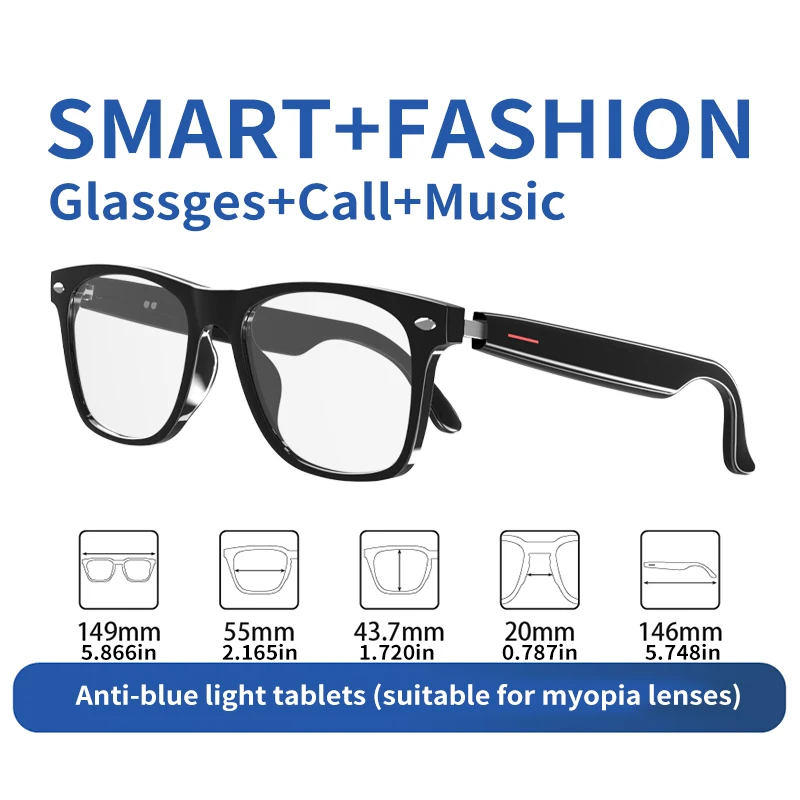 SMART+FASHION
Glassges+Call+Music
149mm 55mm 43.7mm 20mm 146mm
5.866in 2.165in 1.720in 0.787in 5.748in
Anti-blue light tablets (suitable for myopia lenses)